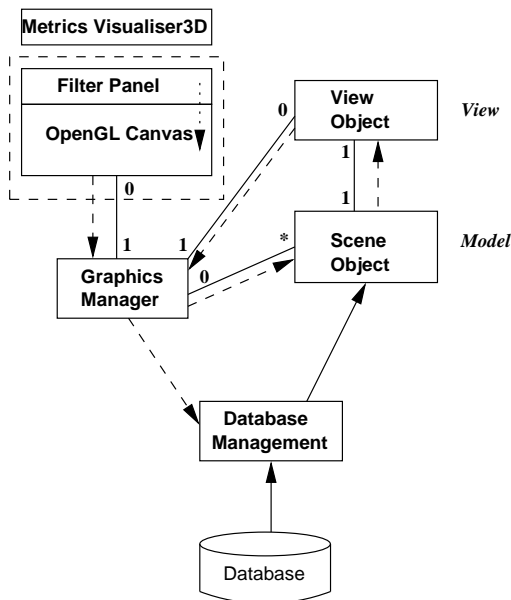 Metrics Visualiser3D
Filter Panel
OpenGL Canvas
0
1
View
Object
View
0
1
1
1
Scene
Object
Model
*
0
Graphics
Manager
Database
Management
Database